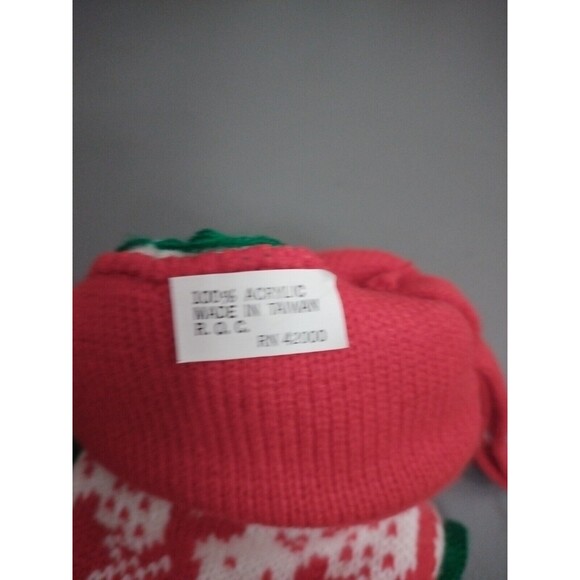 100% ACRYLIC
MADE IN TAIWAN
R. O. C.
RN 42000